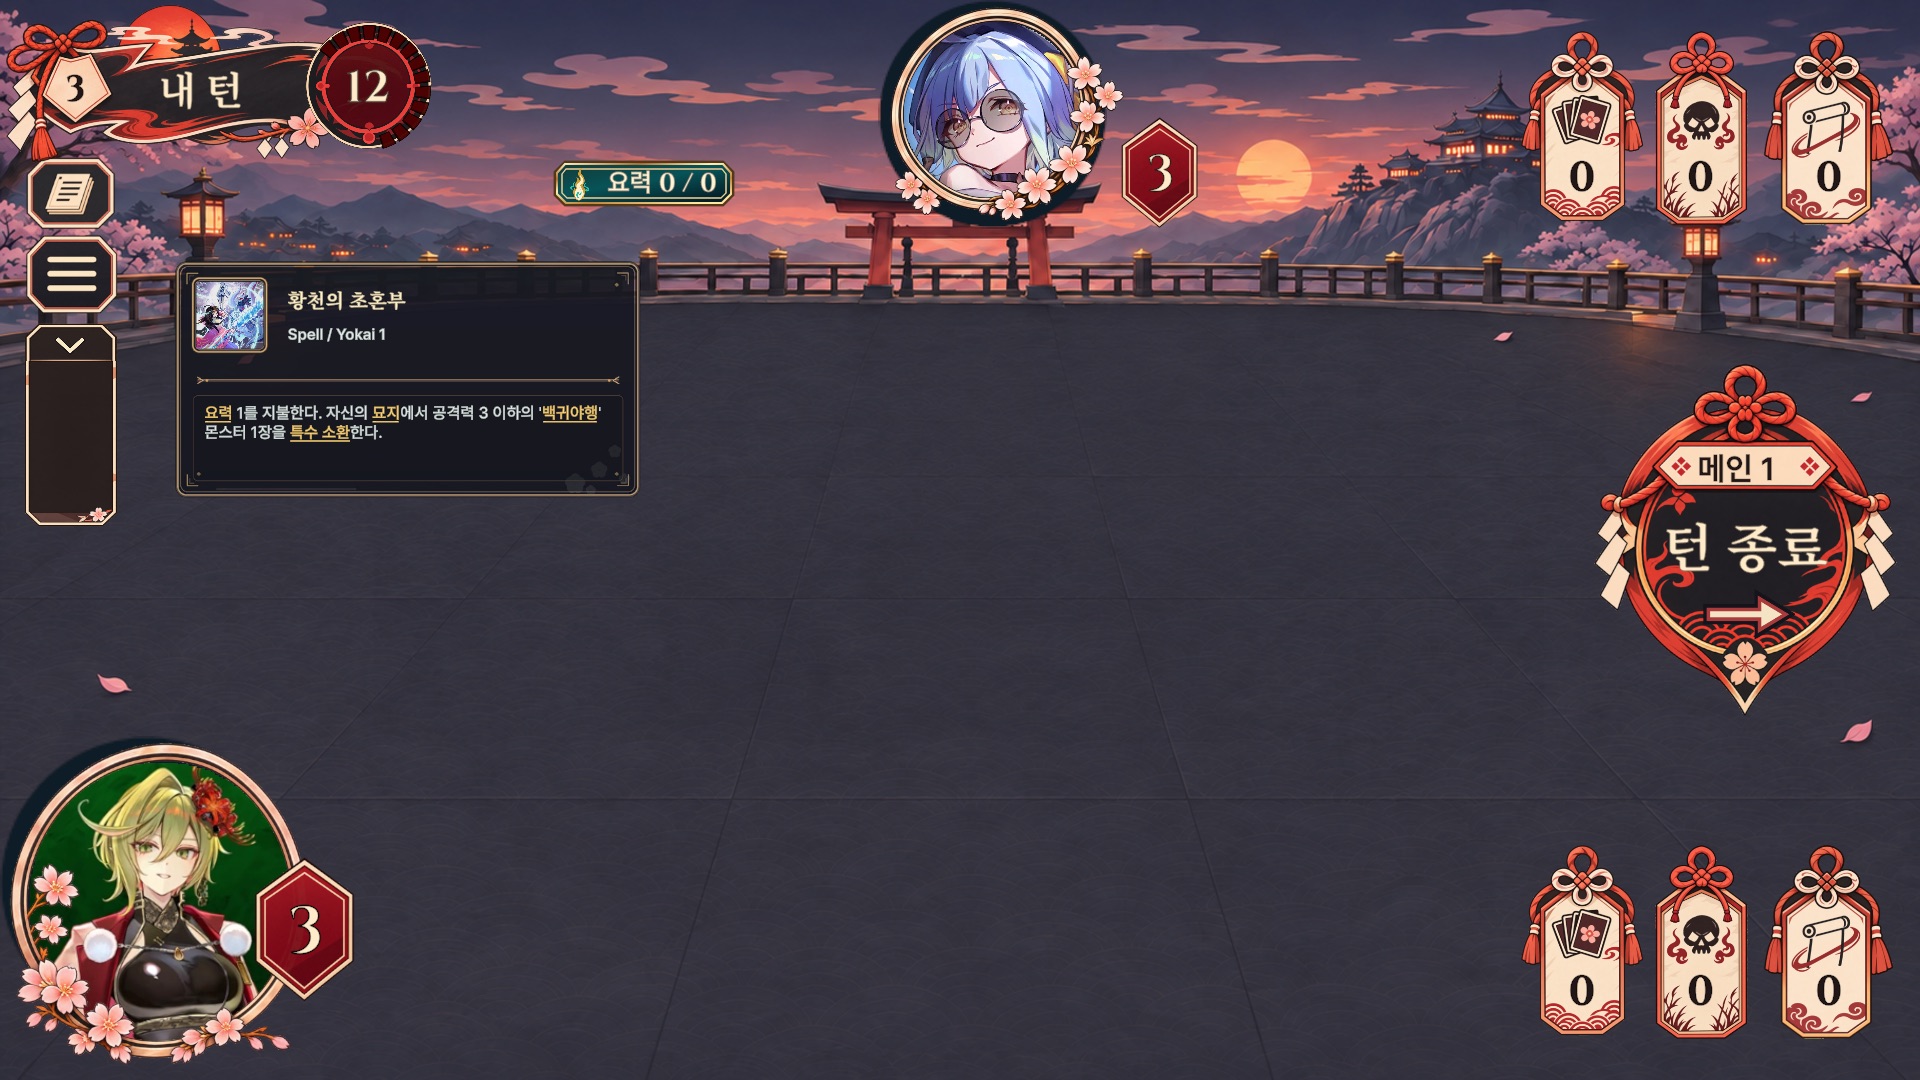 3
내 턴
12
요력 0 / 0
3
0
0
0
황천의 초혼부
Spell / Yokai 1
요력 1를 지불한다. 자신의 묘지에서 공격력 3 이하의 '백귀야행'
몬스터 1장을 특수 소환한다.
메인 1
턴 종료
3
0
0
0